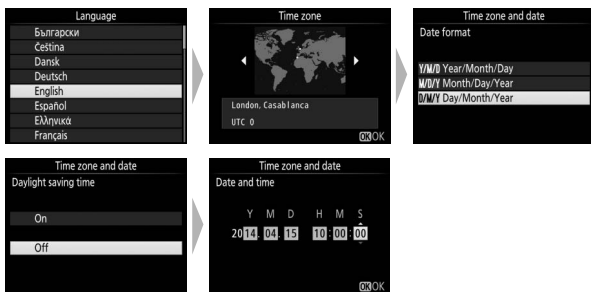 Language
Български
Čeština
Dansk
Deutsch
English
Español
Ελληνικά
Français
Time zone
London, Casablanca
UTC 0
OKOK
Time zone and date
Date format
Y/M/D Year/Month/Day
M/D/Y Month/Day/Year
D/M/Y Day/Month/Year
Time zone and date
Daylight saving time
On
Off
Time zone and date
Date and time
Y M D H M S
2014. 04. 15 10:00:00
OKOK